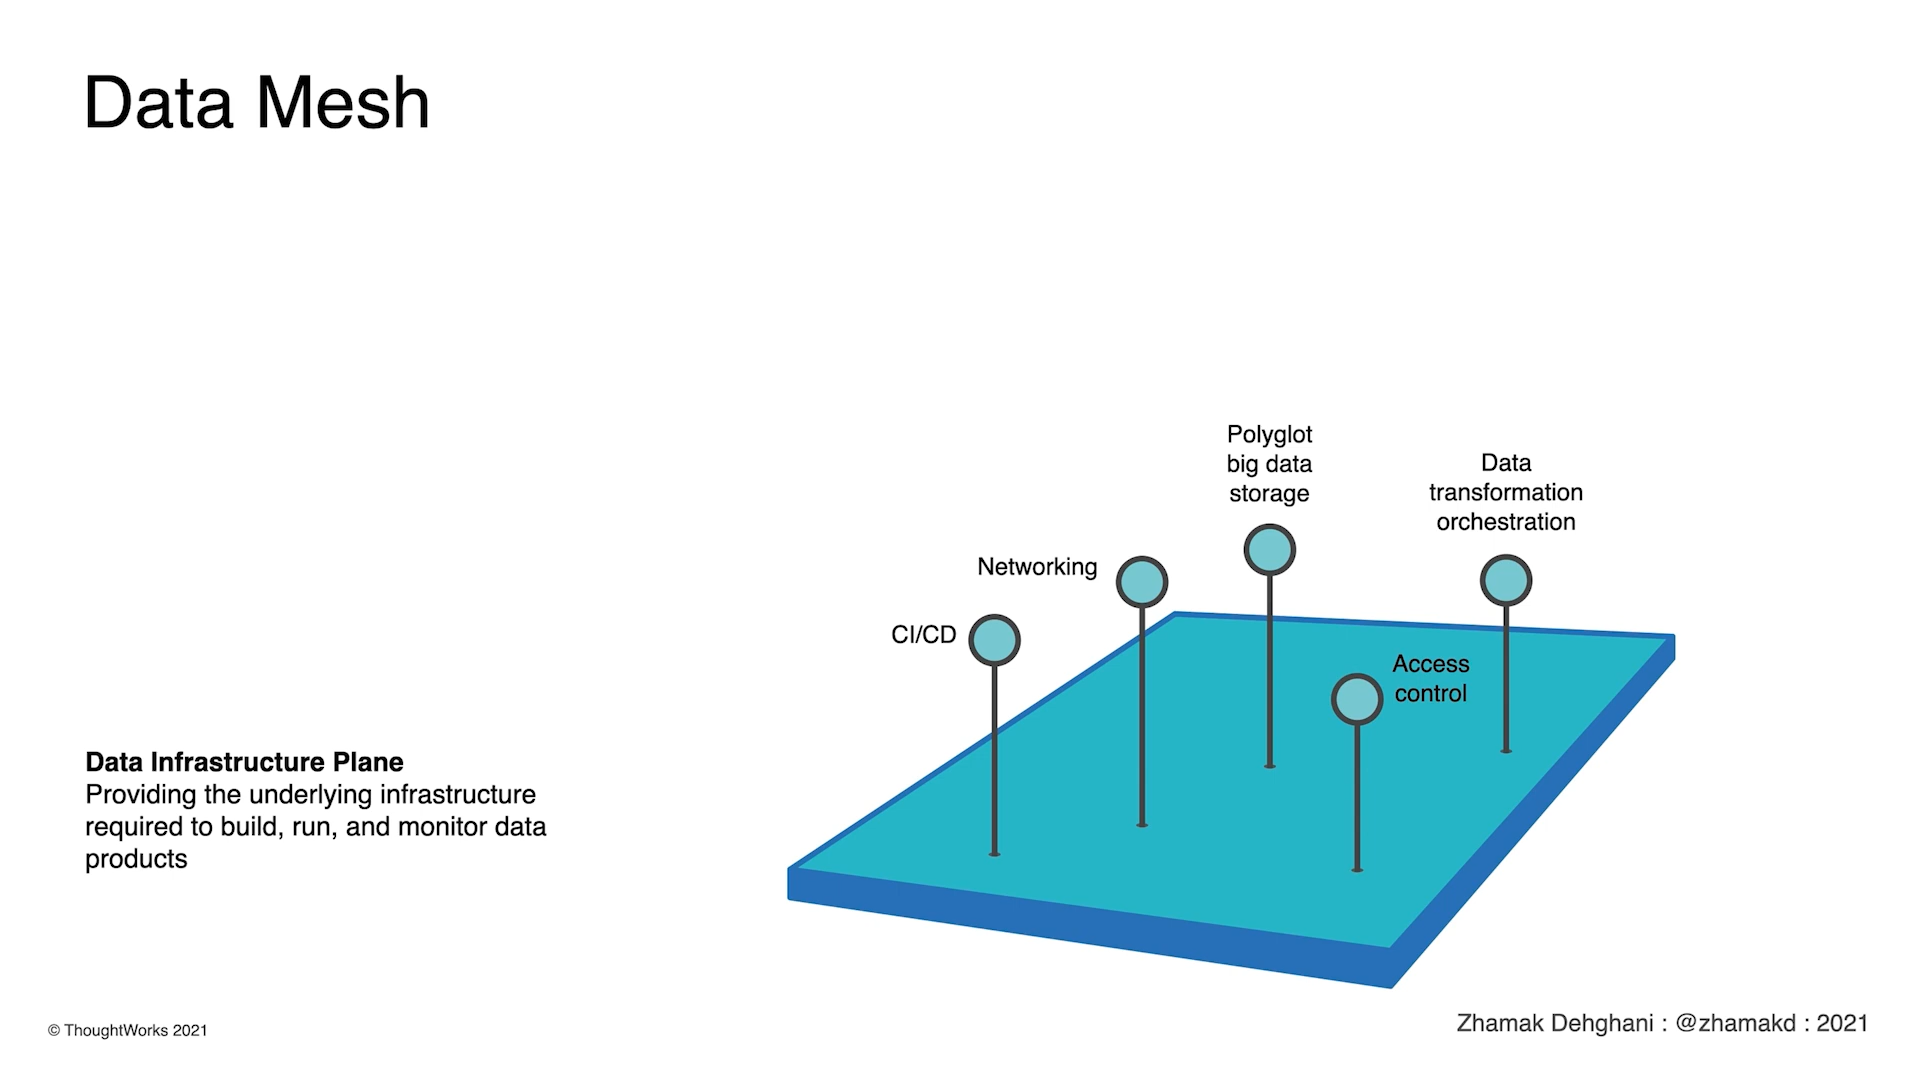 Data Mesh
Polyglot
big data
storage
Data
transformation
orchestration
Networking
CI/CD
Access
control
Data Infrastructure Plane
Providing the underlying infrastructure
required to build, run, and monitor data
products
© ThoughtWorks 2021
Zhamak Dehghani : @zhamakd : 2021